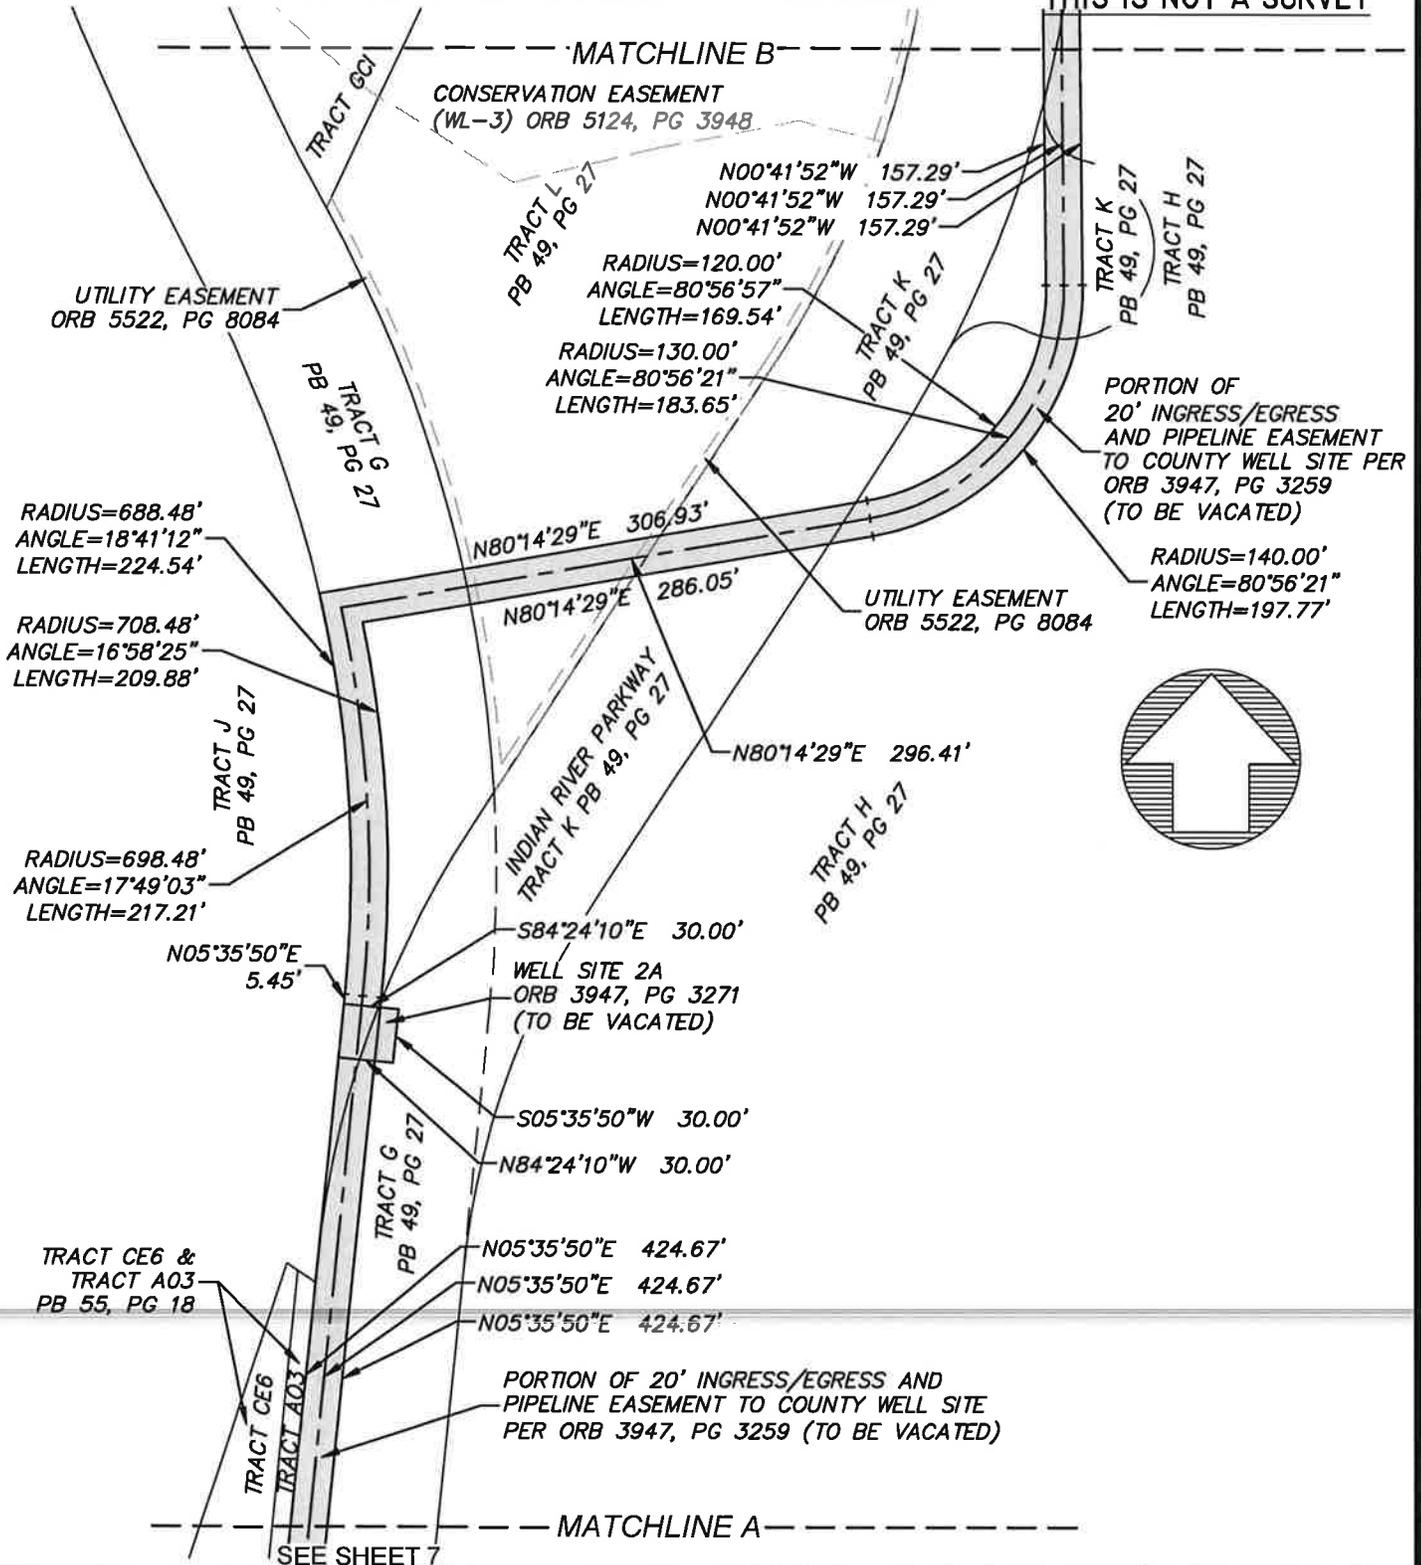 THIS IS NOT A SURVEY
MATCHLINE B
TRACT GCI
CONSERVATION EASEMENT
(WL-3) ORB 5124, PG 3948
TRACT L
PB 49, PG 27
N00°41'52"W 157.29'
N00°41'52"W 157.29'
N00°41'52"W 157.29'
TRACT K
PB 49, PG 27
TRACT H
PB 49, PG 27
RADIUS=120.00'
ANGLE=80°56'57"
LENGTH=169.54'
TRACT K
PB 49, PG 27
UTILITY EASEMENT
ORB 5522, PG 8084
RADIUS=130.00'
ANGLE=80°56'21"
LENGTH=183.65'
TRACT G
PB 49, PG 27
PORTION OF
20' INGRESS/EGRESS
AND PIPELINE EASEMENT
TO COUNTY WELL SITE PER
ORB 3947, PG 3259
(TO BE VACATED)
RADIUS=688.48'
ANGLE=18°41'12"
LENGTH=224.54'
N80°14'29"E 306.93'
N80°14'29"E 286.05'
RADIUS=140.00'
ANGLE=80°56'21"
LENGTH=197.77'
UTILITY EASEMENT
ORB 5522, PG 8084
RADIUS=708.48'
ANGLE=16°58'25"
LENGTH=209.88'
TRACT J
PB 49, PG 27
INDIAN RIVER PARKWAY
TRACT K PB 49, PG 27
N80°14'29"E 296.41'
TRACT H
PB 49, PG 27
RADIUS=698.48'
ANGLE=17°49'03"
LENGTH=217.21'
S84°24'10"E 30.00'
N05°35'50"E
5.45'
WELL SITE 2A
ORB 3947, PG 3271
(TO BE VACATED)
S05°35'50"W 30.00'
N84°24'10"W 30.00'
TRACT G
PB 49, PG 27
TRACT CE6 &
TRACT A03
PB 55, PG 18
N05°35'50"E 424.67'
N05°35'50"E 424.67'
N05°35'50"E 424.67'
TRACT CE6
TRACT A03
PORTION OF 20' INGRESS/EGRESS AND
PIPELINE EASEMENT TO COUNTY WELL SITE
PER ORB 3947, PG 3259 (TO BE VACATED)
MATCHLINE A
SEE SHEET 7